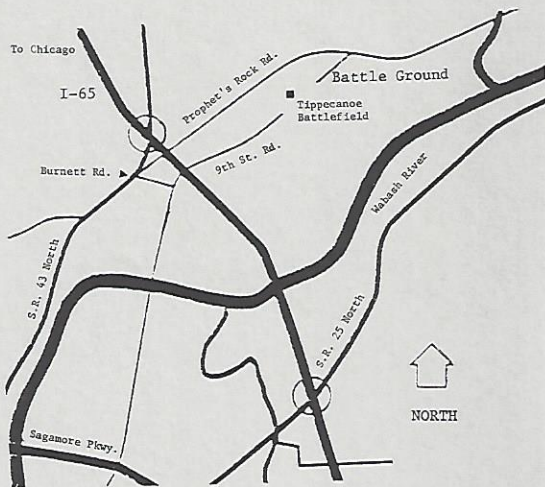 To Chicago
I-65
Prophet's Rock Rd.
Battle Ground
Tippecanoe
Battlefield
Burnett Rd.
9th St. Rd.
Wabash River
S.R. 43 North
S.R. 25 North
NORTH
Sagamore Pkwy.